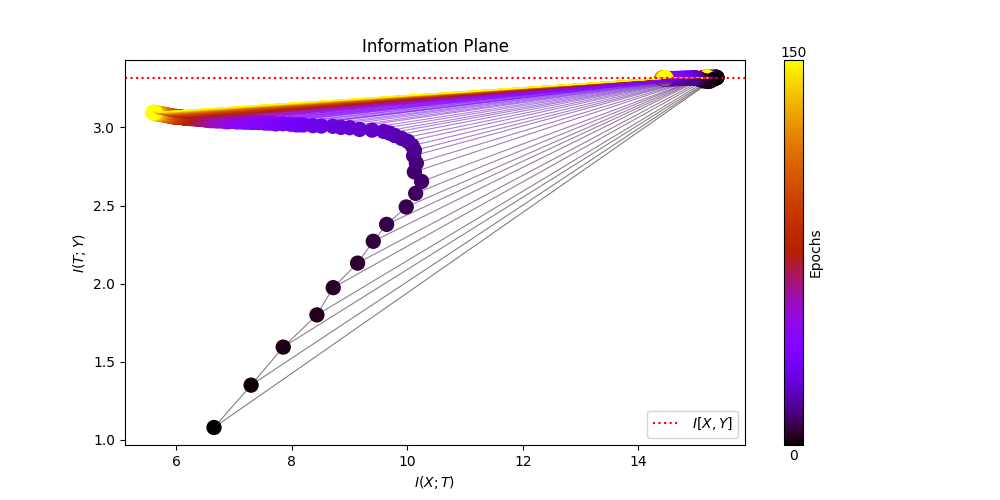 Information Plane
150
3.0
2.5
2.0
1.5
1.0
I(T; Y)
6
8
10
12
14
I(X; T)
I[X, Y]
Epochs
0